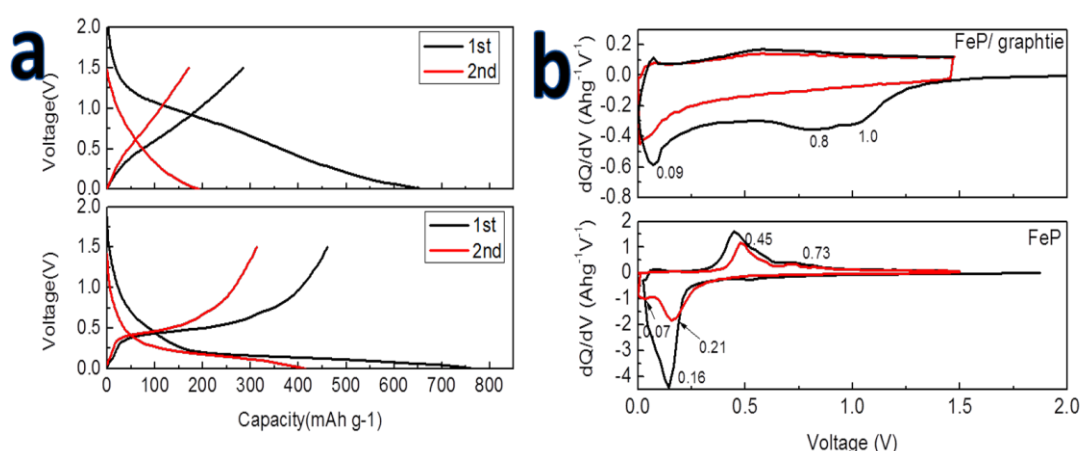 a
2.0
1.5
1.0
0.5
0.0
Voltage(V)
1st
2nd
2.0
1.5
1.0
0.5
0.0
Voltage(V)
1st
2nd
0 100 200 300 400 500 600 700 800
Capacity(mAh g-1)
b
0.2
0.0
-0.2
-0.4
-0.6
-0.8
dQ/dV (Ahg⁻¹V⁻¹)
FeP/ graphtie
0.09
0.8
1.0
2
1
0
-1
-2
-3
-4
dQ/dV (Ahg⁻¹V⁻¹)
FeP
0.45
0.73
0.07
0.21
0.16
0.0 0.5 1.0 1.5 2.0
Voltage (V)